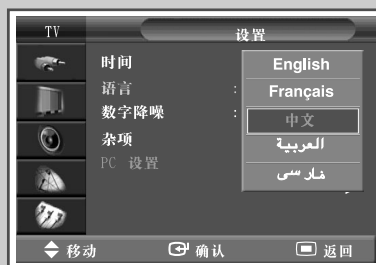 TV
设置
时间
语言 :
数字降噪 :
杂项
PC 设置
English
Français
中文
العربية
فارسی
移动
确认
返回